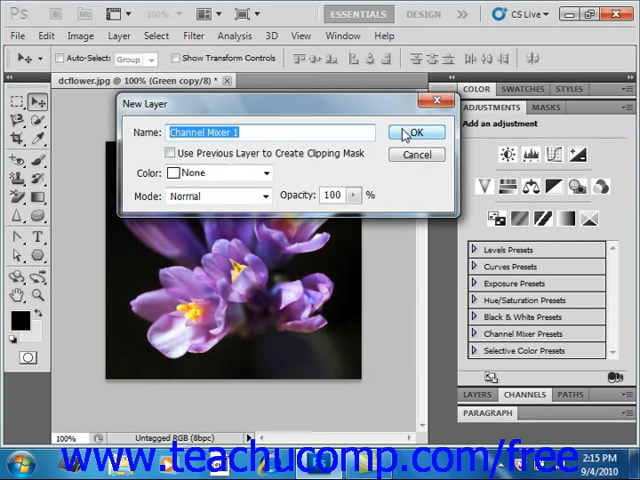 Ps
100%
ESSENTIALS
DESIGN
CS Live
File Edit Image Layer Select Filter Analysis 3D View Window Help
Auto-Select: Group
Show Transform Controls
dcflower.jpg @ 100% (Green copy/8) *
New Layer
Name: Channel Mixer 1
OK
Use Previous Layer to Create Clipping Mask
Cancel
Color: None
Mode: Normal
Opacity: 100 %
COLOR SWATCHES STYLES
ADJUSTMENTS MASKS
Add an adjustment
Levels Presets
Curves Presets
Exposure Presets
Hue/Saturation Presets
Black & White Presets
Channel Mixer Presets
Selective Color Presets
LAYERS CHANNELS PATHS
PARAGRAPH
100%
Untagged RGB (8bpc)
www.teachucomp.com/free
2:15 PM
9/4/2010